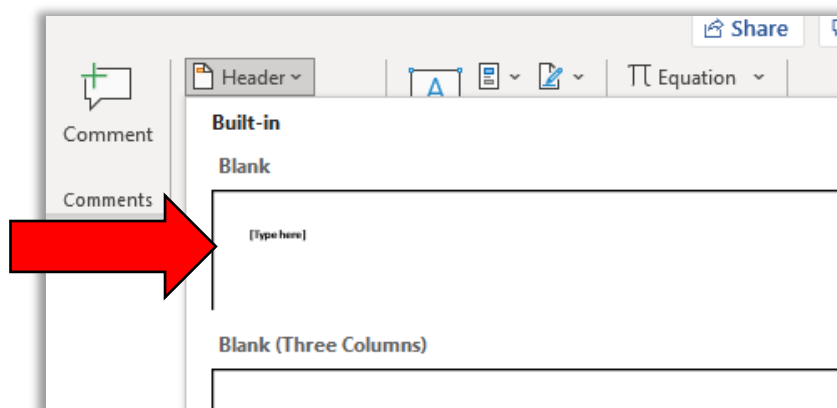 Share
Header
A
Equation
Comment
Built-in
Blank
Comments
[Type here]
Blank (Three Columns)